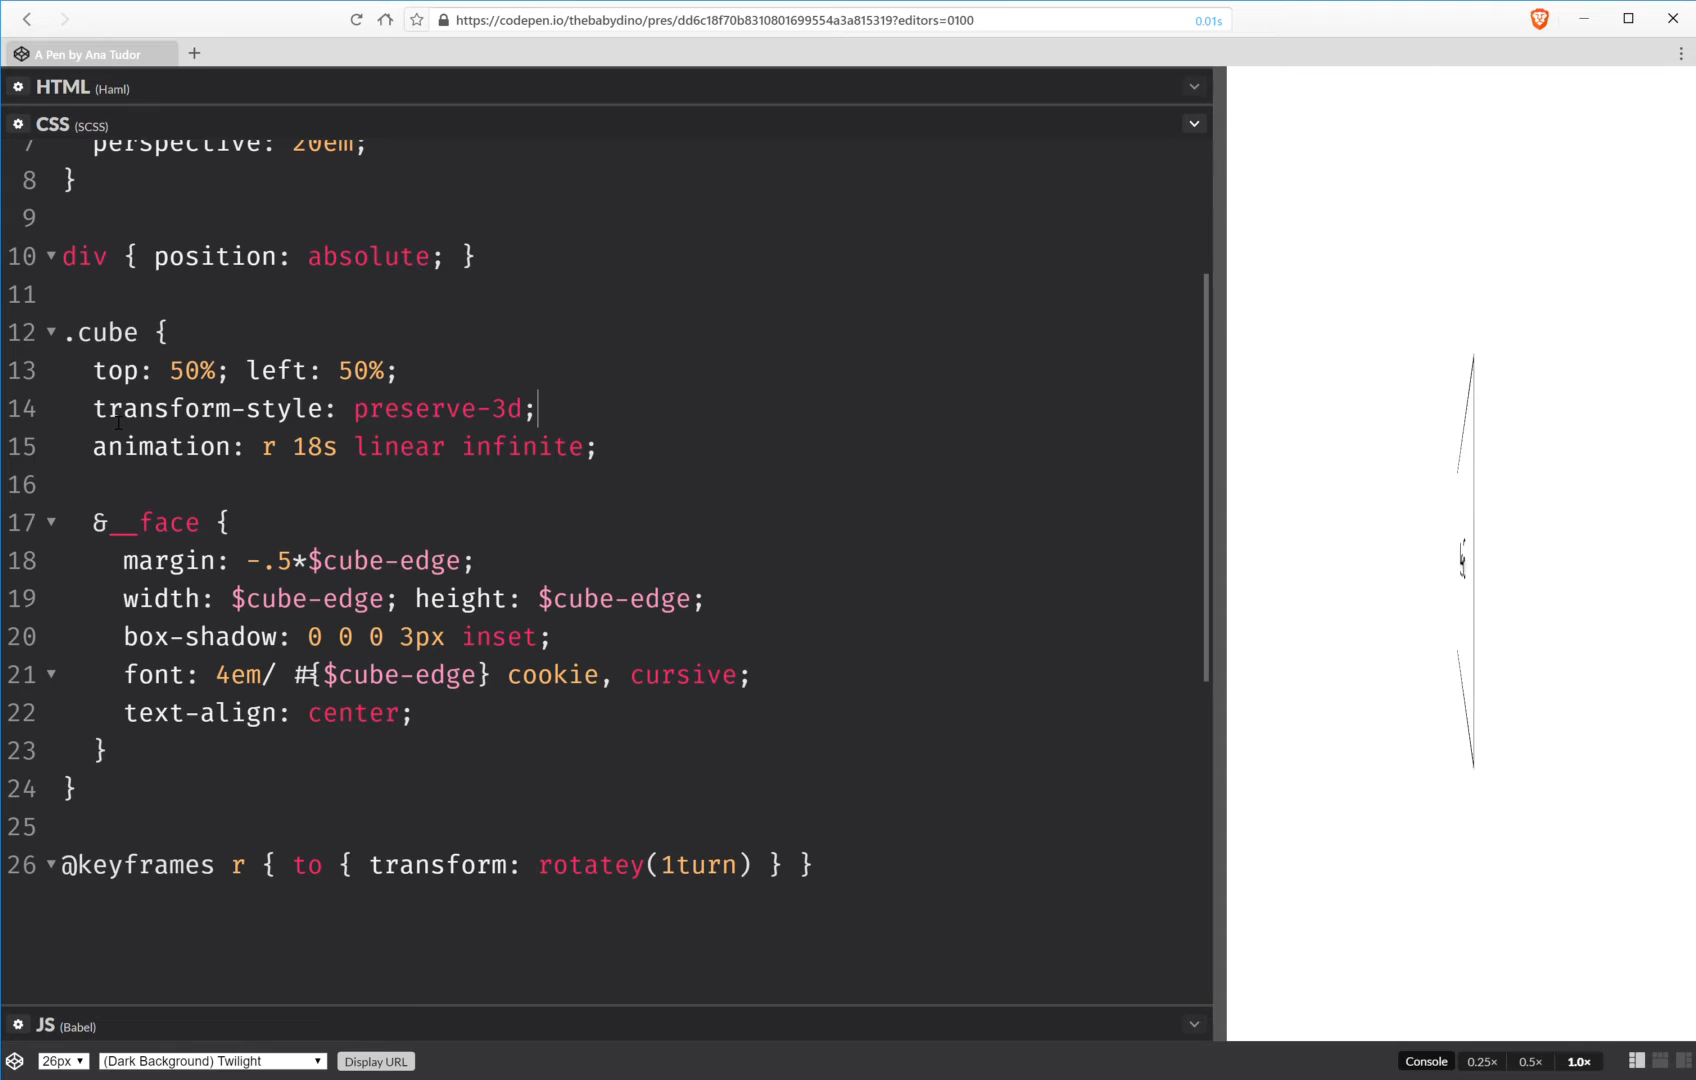 https://codepen.io/thebabydino/pres/dd6c18f70b8310801699554a3a815319?editors=0100
0.01s
A Pen by Ana Tudor
HTML (Haml)
CSS (SCSS)
7 perspective: 20em;
8 }
9
10 div { position: absolute; }
11
12 .cube {
13 top: 50%; left: 50%;
14 transform-style: preserve-3d;
15 animation: r 18s linear infinite;
16
17 &__face {
18 margin: -.5*$cube-edge;
19 width: $cube-edge; height: $cube-edge;
20 box-shadow: 0 0 0 3px inset;
21 font: 4em/ #{$cube-edge} cookie, cursive;
22 text-align: center;
23 }
24 }
25
26 @keyframes r { to { transform: rotatey(1turn) } }
JS (Babel)
26px
(Dark Background) Twilight
Display URL
Console
0.25×
0.5×
1.0×